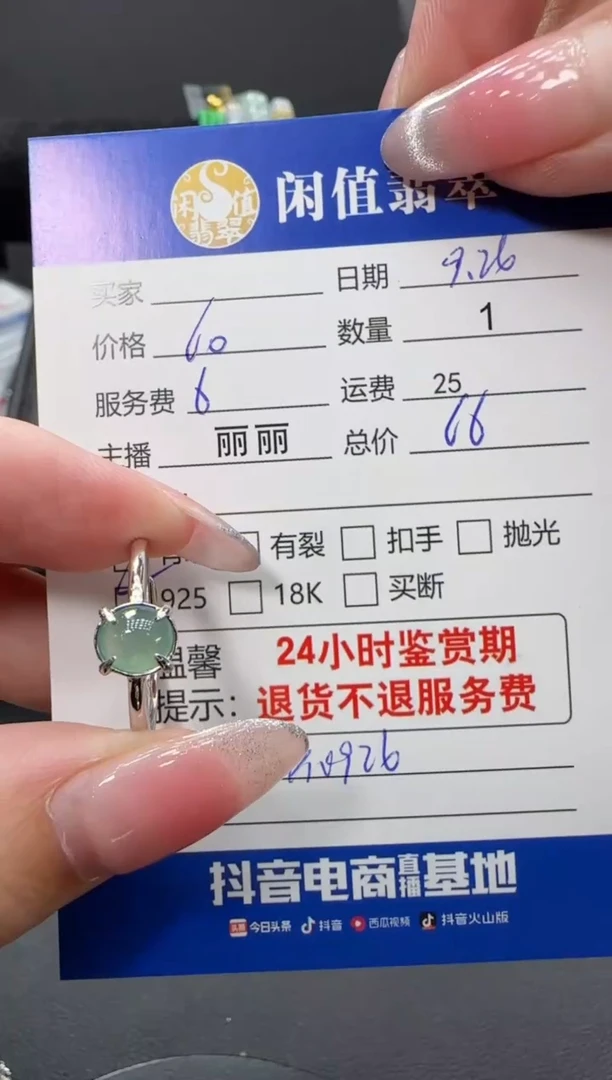 闲值翡翠
闲值翡翠
买家 日期 9.26
价格 60 数量 1
服务费 6 运费 25
主播 丽丽 总价 66
有裂 扣手 抛光
925 18K 买断
温馨 24小时鉴赏期
提示: 退货不退服务费
0926
抖音电商直播基地
头条 今日头条 抖音 西瓜视频 抖音火山版